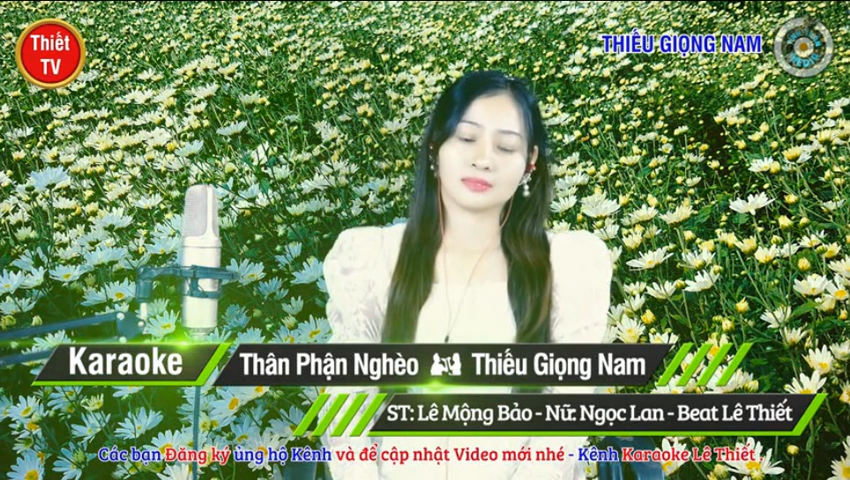 Thiết
TV
THIẾU GIỌNG NAM
Karaoke
Thân Phận Nghèo Thiếu Giọng Nam
ST: Lê Mộng Bảo - Nữ: Ngọc Lan - Beat Lê Thiết
Các bạn Đăng ký ủng hộ Kênh và để cập nhật Video mới nhé - Kênh Karaoke Lê Thiết .